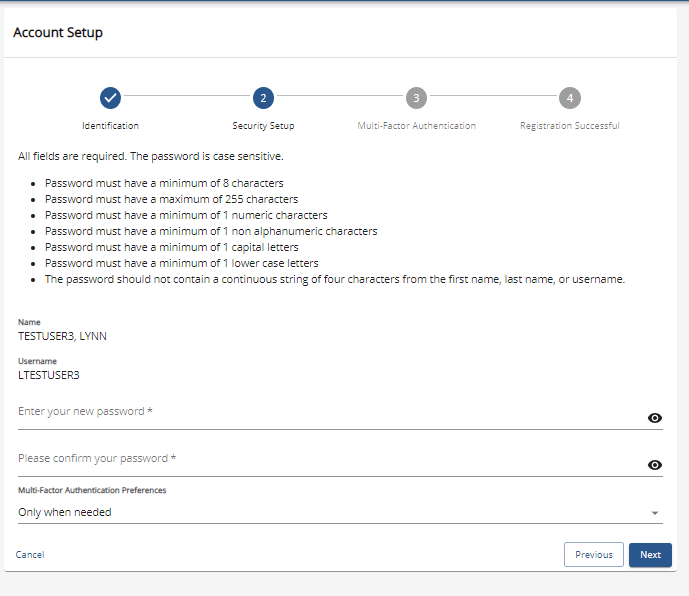 Account Setup
2
3
4
Identification
Security Setup
Multi-Factor Authentication
Registration Successful
All fields are required. The password is case sensitive.
• Password must have a minimum of 8 characters
• Password must have a maximum of 255 characters
• Password must have a minimum of 1 numeric characters
• Password must have a minimum of 1 non alphanumeric characters
• Password must have a minimum of 1 capital letters
• Password must have a minimum of 1 lower case letters
• The password should not contain a continuous string of four characters from the first name, last name, or username.
Name
TESTUSER3, LYNN
Username
LTESTUSER3
Enter your new password *
Please confirm your password *
Multi-Factor Authentication Preferences
Only when needed
Cancel
Previous
Next